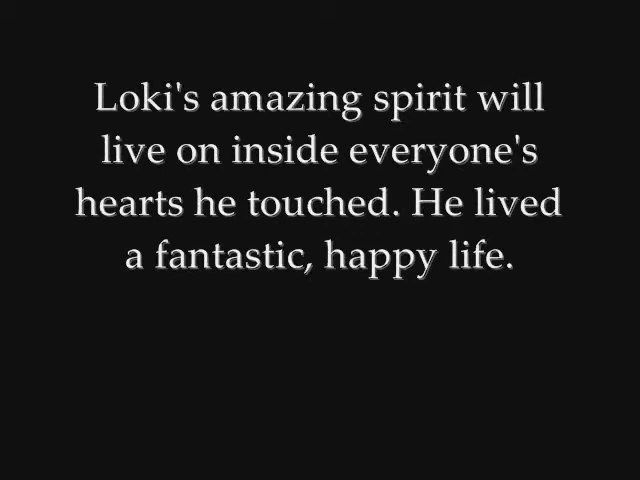 Loki's amazing spirit will
live on inside everyone's
hearts he touched. He lived
a fantastic, happy life.